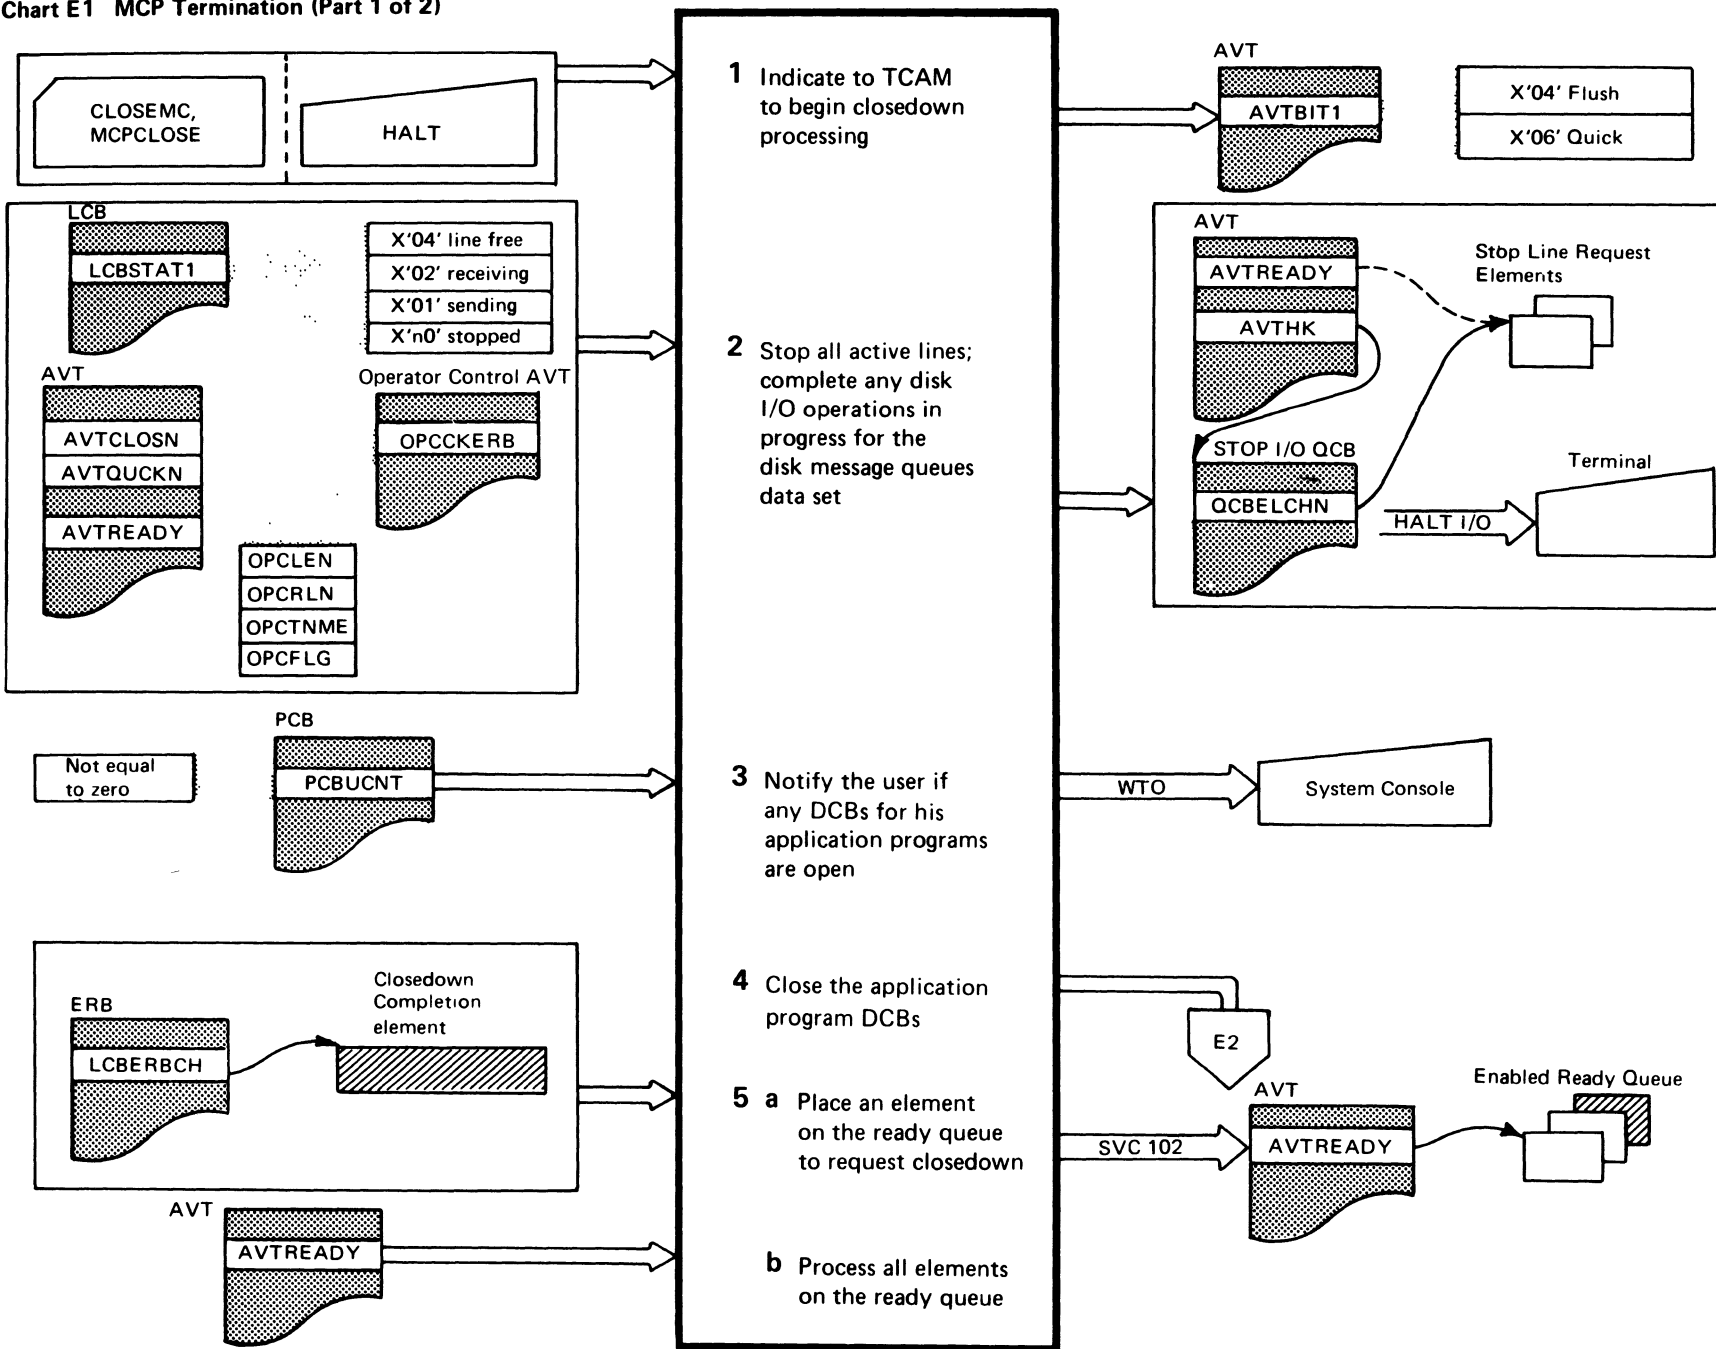 Chart E1 MCP Termination (Part 1 of 2)
CLOSEMC,
MCPCLOSE
HALT
LCB
LCBSTAT1
X'04' line free
X'02' receiving
X'01' sending
X'n0' stopped
AVT
AVTCLOSN
AVTQUCKN
AVTREADY
Operator Control AVT
OPCCKERB
OPCLEN
OPCRLN
OPCTNME
OPCFLG
Not equal
to zero
PCB
PCBUCNT
ERB
LCBERBCH
Closedown
Completion
element
AVT
AVTREADY
1 Indicate to TCAM
to begin closedown
processing
2 Stop all active lines;
complete any disk
I/O operations in
progress for the
disk message queues
data set
3 Notify the user if
any DCBs for his
application programs
are open
4 Close the application
program DCBs
5 a Place an element
on the ready queue
to request closedown
b Process all elements
on the ready queue
AVT
AVTBIT1
X'04' Flush
X'06' Quick
AVT
AVTREADY
AVTHK
Stop Line Request
Elements
STOP I/O QCB
QCBELCHN
HALT I/O
Terminal
WTO
System Console
E2
SVC 102
AVT
AVTREADY
Enabled Ready Queue